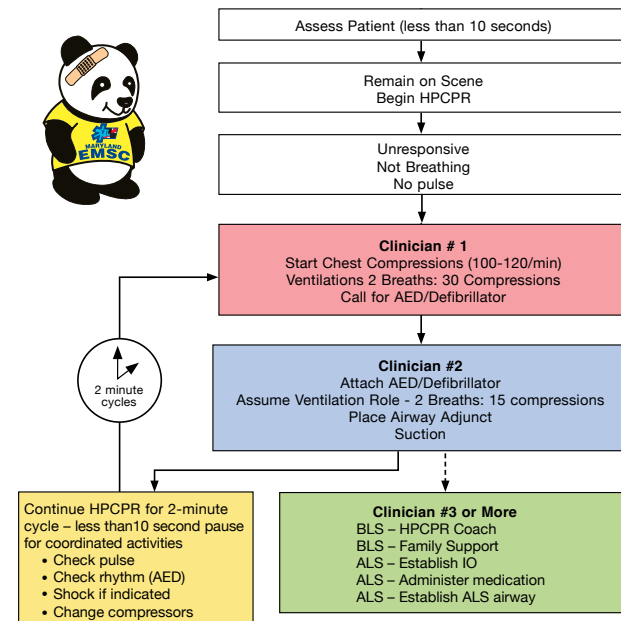 Assess Patient (less than 10 seconds)
Remain on Scene
Begin HPCPR
Unresponsive
Not Breathing
No pulse
MARYLAND
EMSC
Clinician # 1
Start Chest Compressions (100-120/min)
Ventilations 2 Breaths: 30 Compressions
Call for AED/Defibrillator
2 minute
cycles
Clinician #2
Attach AED/Defibrillator
Assume Ventilation Role - 2 Breaths: 15 compressions
Place Airway Adjunct
Suction
Continue HPCPR for 2-minute
cycle – less than10 second pause
for coordinated activities
• Check pulse
• Check rhythm (AED)
• Shock if indicated
• Change compressors
Clinician #3 or More
BLS – HPCPR Coach
BLS – Family Support
ALS – Establish IO
ALS – Administer medication
ALS – Establish ALS airway